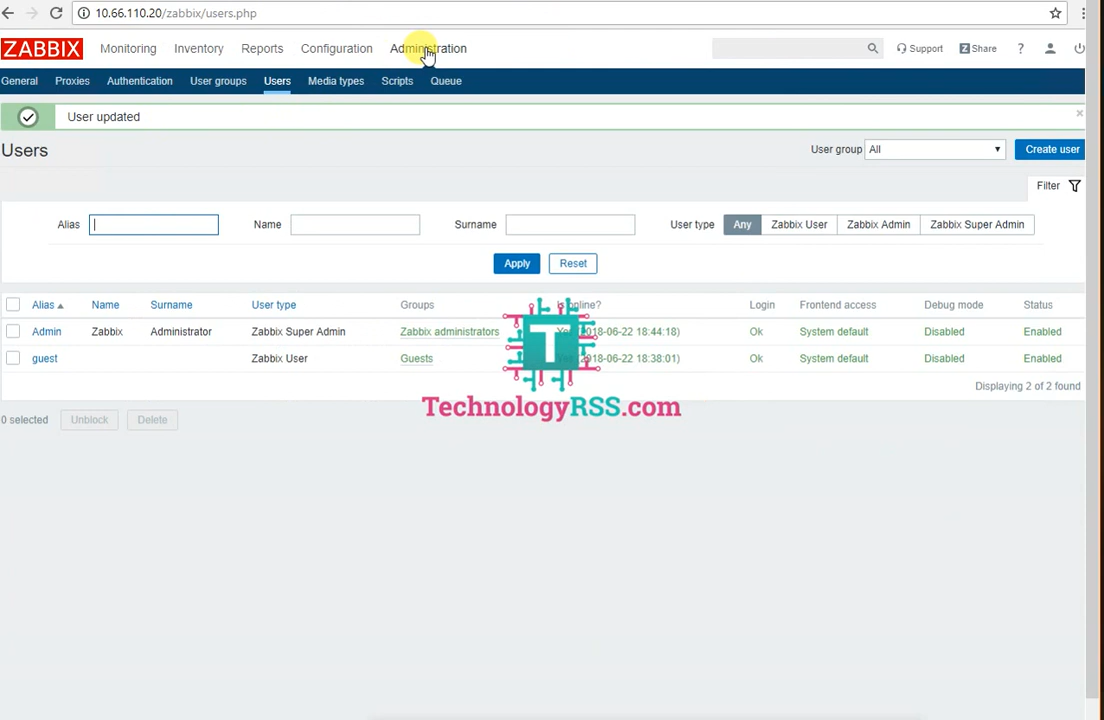 10.66.110.20/zabbix/users.php
ZABBIX Monitoring Inventory Reports Configuration Administration Support Z Share ?
General Proxies Authentication User groups Users Media types Scripts Queue
User updated ×
Users User group All Create user
Filter
Alias Name Surname User type Any Zabbix User Zabbix Admin Zabbix Super Admin
Apply Reset
Alias Name Surname User type Groups Is online? Login Frontend access Debug mode Status
Admin Zabbix Administrator Zabbix Super Admin Zabbix administrators Yes (2018-06-22 18:44:18) Ok System default Disabled Enabled
guest Zabbix User Guests Yes (2018-06-22 18:38:01) Ok System default Disabled Enabled
Displaying 2 of 2 found
T
TechnologyRSS.com
0 selected Unblock Delete